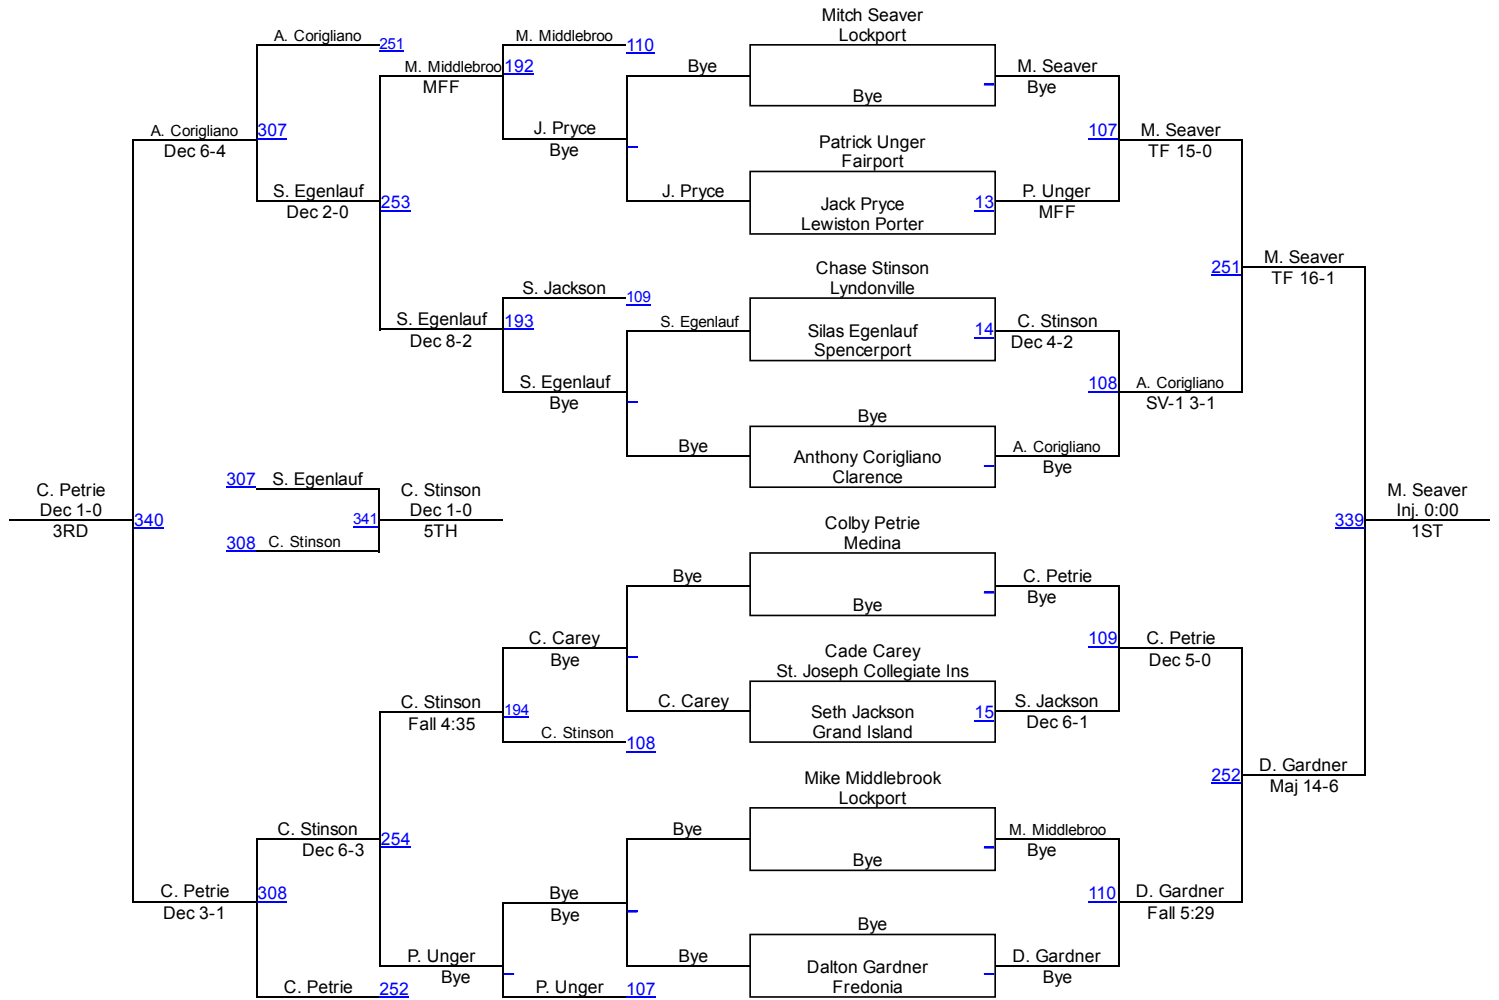 Mitch Seaver
Lockport
Bye
M. Seaver
Bye
Patrick Unger
Fairport
Jack Pryce
Lewiston Porter
13
P. Unger
MFF
107
M. Seaver
TF 15-0
Chase Stinson
Lyndonville
Silas Egenlauf
Spencerport
14
C. Stinson
Dec 4-2
Bye
Anthony Corigliano
Clarence
A. Corigliano
Bye
108
A. Corigliano
SV-1 3-1
251
M. Seaver
TF 16-1
Colby Petrie
Medina
Bye
C. Petrie
Bye
Cade Carey
St. Joseph Collegiate Ins
Seth Jackson
Grand Island
15
S. Jackson
Dec 6-1
109
C. Petrie
Dec 5-0
Mike Middlebrook
Lockport
Bye
M. Middlebroo
Bye
Bye
Dalton Gardner
Fredonia
D. Gardner
Bye
110
D. Gardner
Fall 5:29
252
D. Gardner
Maj 14-6
339
M. Seaver
Inj. 0:00
1ST
A. Corigliano
251
M. Middlebroo
110
Bye
M. Middlebroo
MFF
192
J. Pryce
Bye
J. Pryce
A. Corigliano
Dec 6-4
307
S. Egenlauf
Dec 2-0
253
S. Jackson
109
S. Egenlauf
Dec 8-2
193
S. Egenlauf
S. Egenlauf
Bye
Bye
307
S. Egenlauf
308
C. Stinson
341
C. Stinson
Dec 1-0
5TH
C. Petrie
Dec 1-0
3RD
340
Bye
C. Carey
Bye
C. Carey
C. Stinson
Fall 4:35
194
C. Stinson
108
C. Stinson
Dec 6-3
254
Bye
Bye
Bye
Bye
C. Petrie
Dec 3-1
308
P. Unger
Bye
P. Unger
107
C. Petrie
252